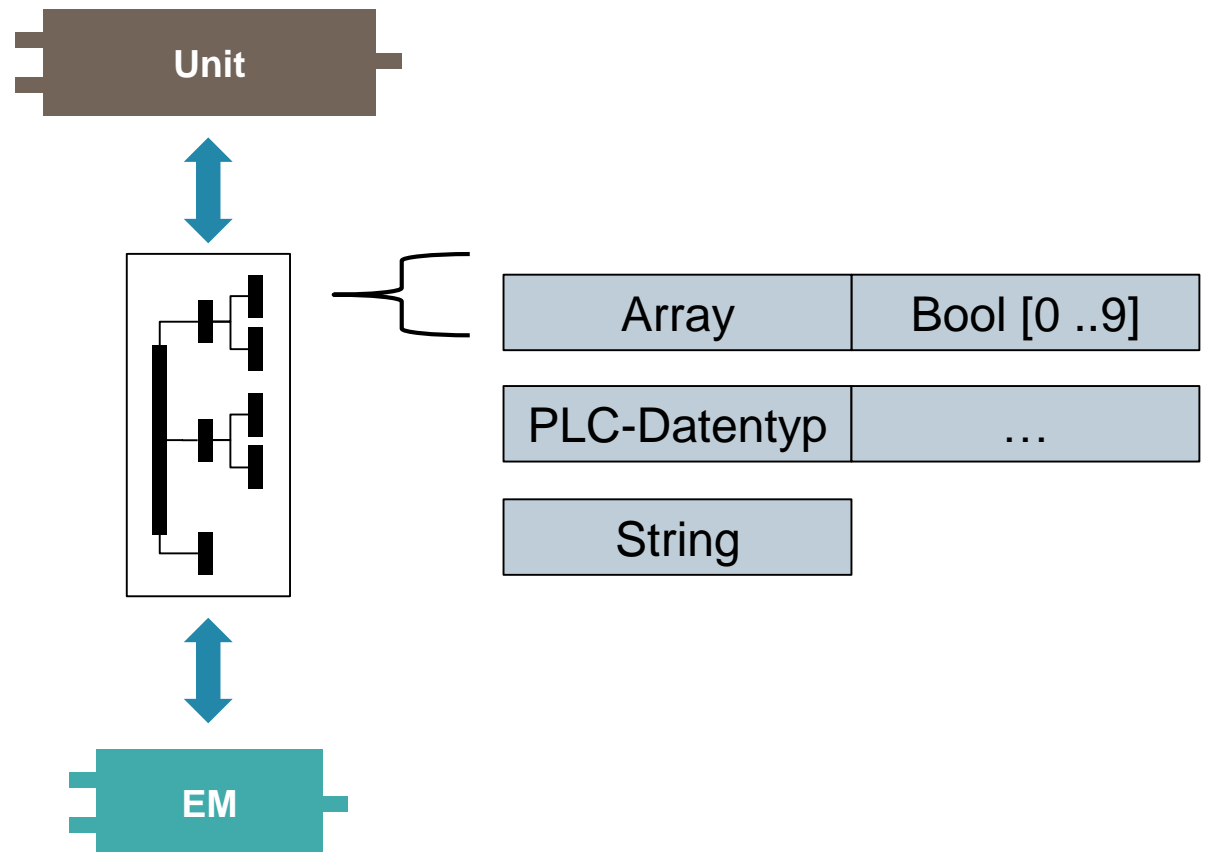 Unit
Array Bool [0 ..9]
PLC-Datentyp …
String
EM